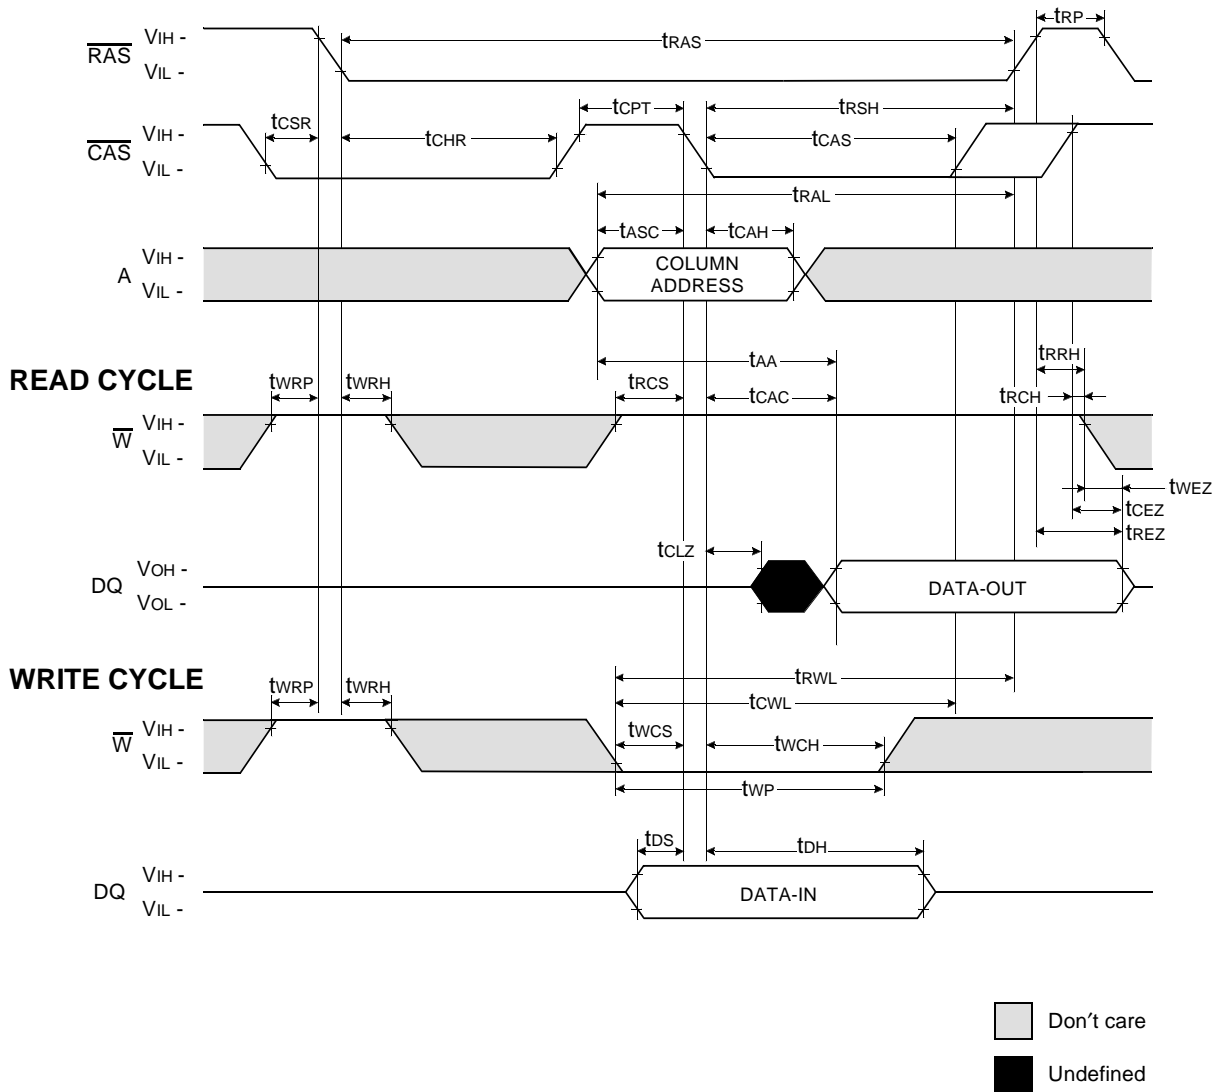 RAS
VIH -
VIL -
tRP
tRAS
CAS
VIH -
VIL -
tCSR
tCHR
tCPT
tRSH
tCAS
tRAL
A
VIH -
VIL -
tASC
tCAH
COLUMN
ADDRESS
tAA
tRRH
READ CYCLE
tWRP
tWRH
tRCS
tCAC
tRCH
W
VIH -
VIL -
tWEZ
tCEZ
tREZ
tCLZ
DQ
VOH -
VOL -
DATA-OUT
WRITE CYCLE
tWRP
tWRH
tRWL
tCWL
W
VIH -
VIL -
tWCS
tWCH
tWP
tDS
tDH
DQ
VIH -
VIL -
DATA-IN
Don′t care
Undefined